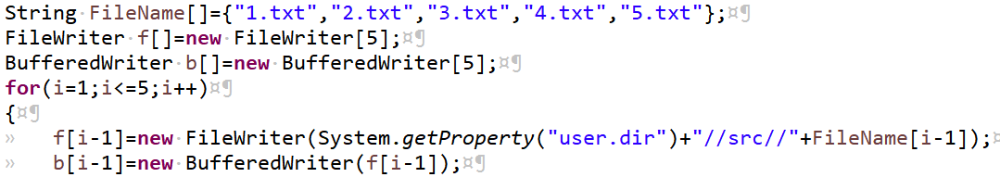 String FileName[]={"1.txt","2.txt","3.txt","4.txt","5.txt"};¤¶
FileWriter·f[]=new·FileWriter[5];¤¶
BufferedWriter·b[]=new·BufferedWriter[5];¤¶
for(i=1;i<=5;i++)¤¶
{¤¶
» f[i-1]=new·FileWriter(System.getProperty("user.dir")+"//src//"+FileName[i-1]);¤
» b[i-1]=new·BufferedWriter(f[i-1]);¤¶